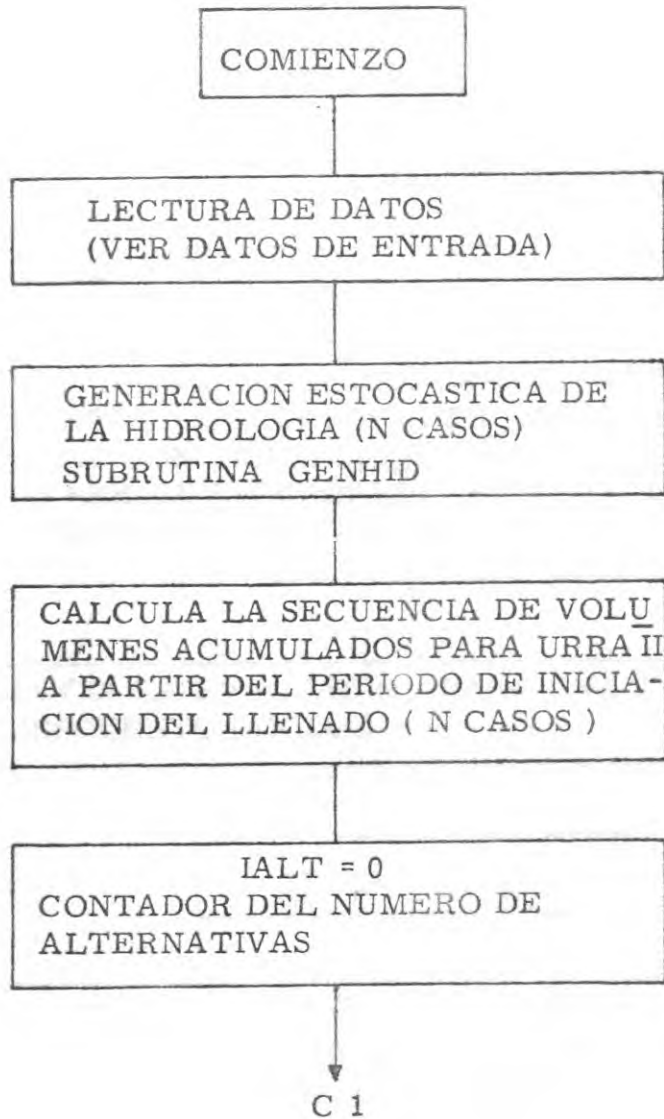 COMIENZO
LECTURA DE DATOS
(VER DATOS DE ENTRADA)
GENERACION ESTOCASTICA DE
LA HIDROLOGIA (N CASOS)
SUBRUTINA GENHID
CALCULA LA SECUENCIA DE VOLU
MENES ACUMULADOS PARA URRA II
A PARTIR DEL PERIODO DE INICIA-
CION DEL LLENADO ( N CASOS )
IALT = 0
CONTADOR DEL NUMERO DE
ALTERNATIVAS
C 1